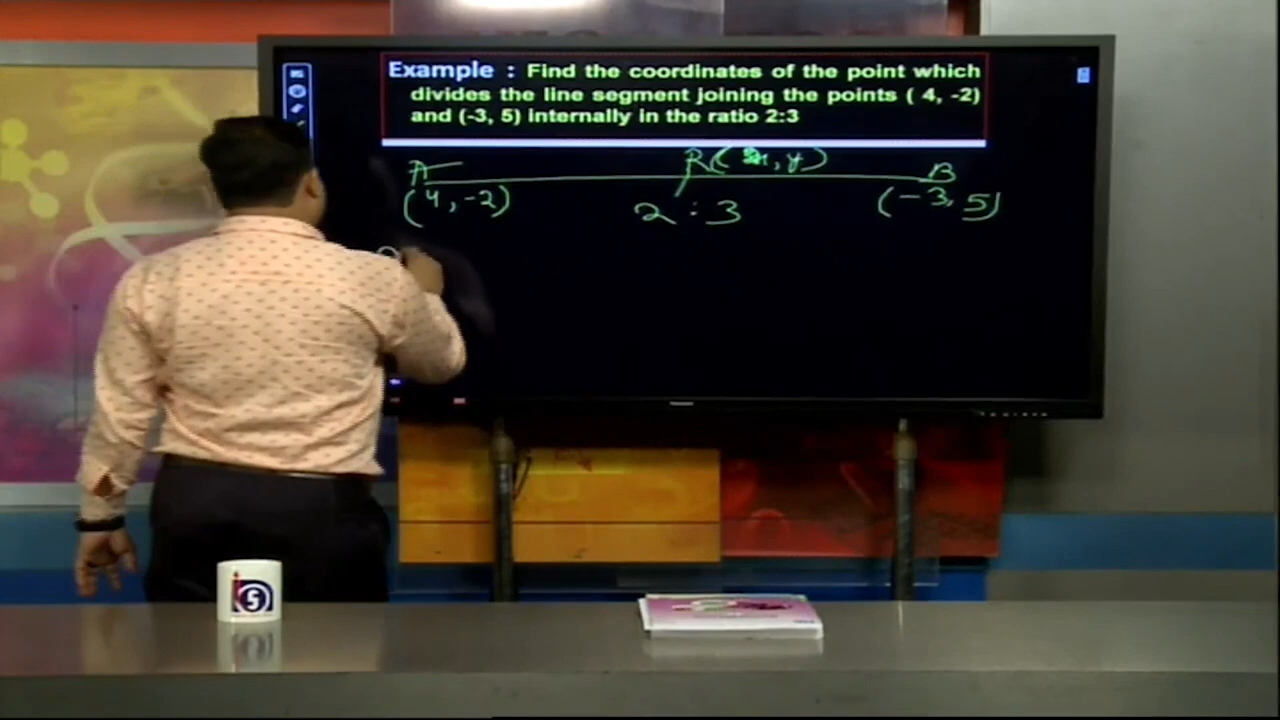 Example : Find the coordinates of the point which
divides the line segment joining the points ( 4, -2)
and (-3, 5) internally in the ratio 2:3
A R( x, y) B
(4, -2) 2 : 3 (-3, 5)
5